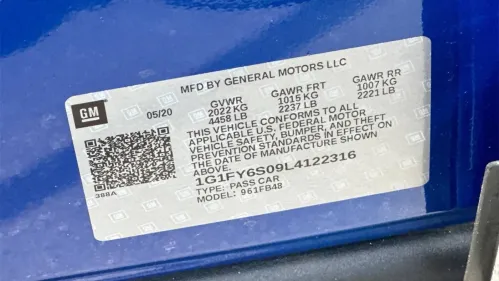 MFD BY GENERAL MOTORS LLC
GM
05/20
GVWR GAWR FRT GAWR RR
2022 KG 1015 KG 1007 KG
4458 LB 2237 LB 2221 LB
THIS VEHICLE CONFORMS TO ALL
APPLICABLE U.S. FEDERAL MOTOR
VEHICLE SAFETY, BUMPER, AND THEFT
PREVENTION STANDARDS IN EFFECT ON
THE DATE OF MANUFACTURE SHOWN
ABOVE.
1G1FY6S09L4122316
TYPE: PASS CAR
MODEL: 961FB48
388A